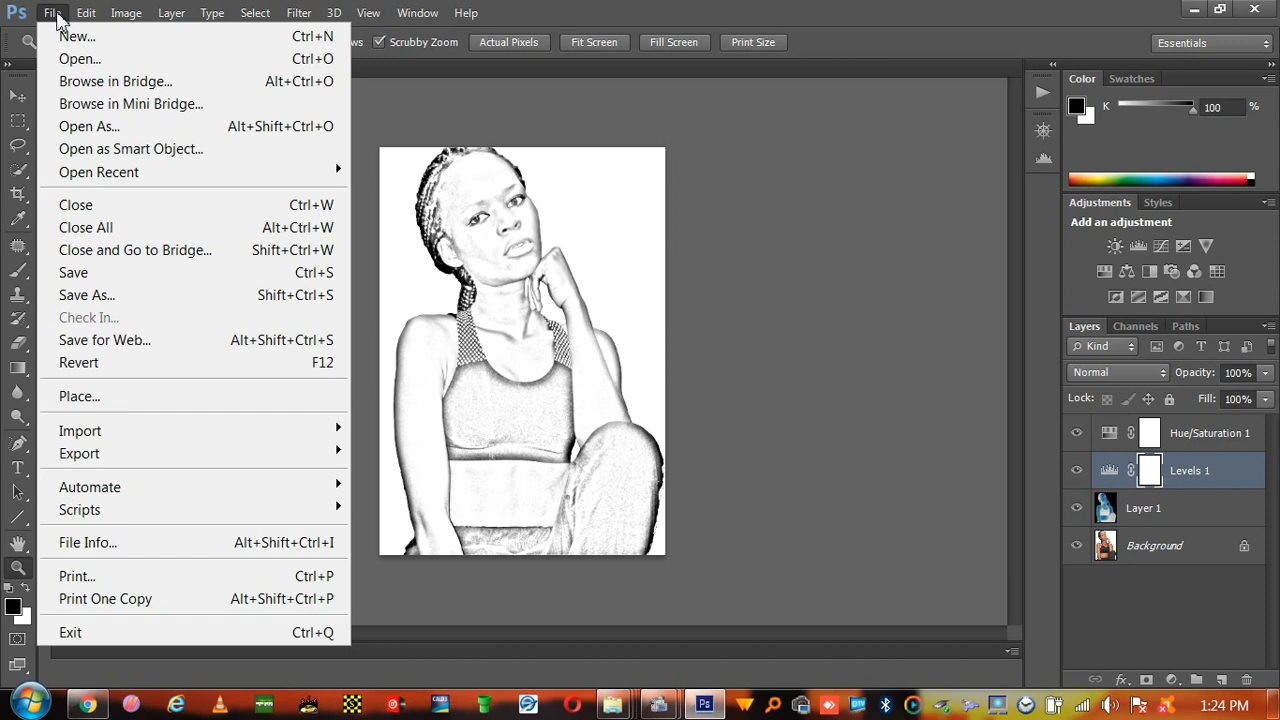 Ps File Edit Image Layer Type Select Filter 3D View Window Help
ws Scrubby Zoom Actual Pixels Fit Screen Fill Screen Print Size Essentials
New... Ctrl+N
Open... Ctrl+O
Browse in Bridge... Alt+Ctrl+O
Browse in Mini Bridge...
Open As... Alt+Shift+Ctrl+O
Open as Smart Object...
Open Recent
Close Ctrl+W
Close All Alt+Ctrl+W
Close and Go to Bridge... Shift+Ctrl+W
Save Ctrl+S
Save As... Shift+Ctrl+S
Check In...
Save for Web... Alt+Shift+Ctrl+S
Revert F12
Place...
Import
Export
Automate
Scripts
File Info... Alt+Shift+Ctrl+I
Print... Ctrl+P
Print One Copy Alt+Shift+Ctrl+P
Exit Ctrl+Q
Color Swatches
K 100 %
Adjustments Styles
Add an adjustment
Layers Channels Paths
Kind
Normal Opacity: 100%
Lock: Fill: 100%
Hue/Saturation 1
Levels 1
Layer 1
Background
Ps 1:24 PM